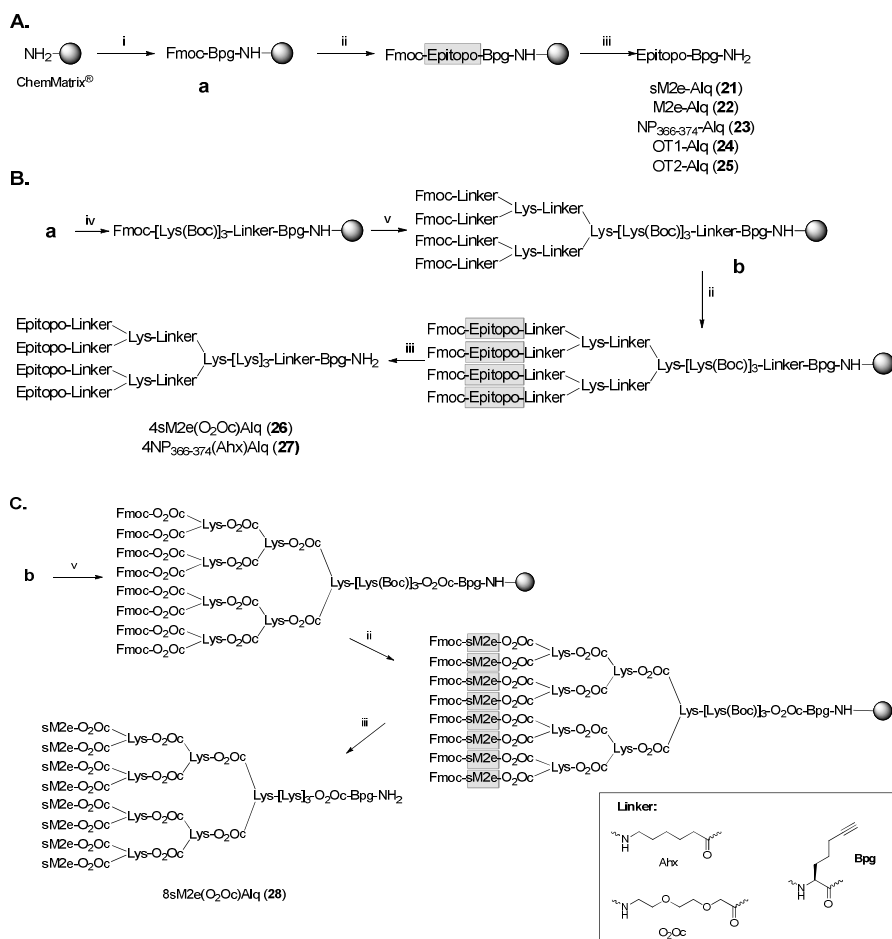 A.
NH₂ i Fmoc-Bpg-NH ii Fmoc-Epitopo-Bpg-NH iii Epitopo-Bpg-NH₂
ChemMatrix®
a
sM2e-Alq (21)
M2e-Alq (22)
NP₃₆₆₋₃₇₄-Alq (23)
OT1-Alq (24)
OT2-Alq (25)
B.
a iv Fmoc-[Lys(Boc)]₃-Linker-Bpg-NH v
Fmoc-Linker
Fmoc-Linker
Fmoc-Linker
Fmoc-Linker
Lys-Linker
Lys-Linker
Lys-[Lys(Boc)]₃-Linker-Bpg-NH
b
ii
Fmoc-Epitopo-Linker
Fmoc-Epitopo-Linker
Fmoc-Epitopo-Linker
Fmoc-Epitopo-Linker
Lys-Linker
Lys-Linker
Lys-[Lys(Boc)]₃-Linker-Bpg-NH
iii
Epitopo-Linker
Epitopo-Linker
Epitopo-Linker
Epitopo-Linker
Lys-Linker
Lys-Linker
Lys-[Lys]₃-Linker-Bpg-NH₂
4sM2e(O₂Oc)Alq (26)
4NP₃₆₆₋₃₇₄(Ahx)Alq (27)
C.
b v
Fmoc-O₂Oc
Fmoc-O₂Oc
Fmoc-O₂Oc
Fmoc-O₂Oc
Fmoc-O₂Oc
Fmoc-O₂Oc
Fmoc-O₂Oc
Fmoc-O₂Oc
Lys-O₂Oc
Lys-O₂Oc
Lys-O₂Oc
Lys-O₂Oc
Lys-O₂Oc
Lys-O₂Oc
Lys-[Lys(Boc)]₃-O₂Oc-Bpg-NH
ii
Fmoc-sM2e-O₂Oc
Fmoc-sM2e-O₂Oc
Fmoc-sM2e-O₂Oc
Fmoc-sM2e-O₂Oc
Fmoc-sM2e-O₂Oc
Fmoc-sM2e-O₂Oc
Fmoc-sM2e-O₂Oc
Fmoc-sM2e-O₂Oc
Lys-O₂Oc
Lys-O₂Oc
Lys-O₂Oc
Lys-O₂Oc
Lys-O₂Oc
Lys-O₂Oc
Lys-[Lys(Boc)]₃-O₂Oc-Bpg-NH
iii
sM2e-O₂Oc
sM2e-O₂Oc
sM2e-O₂Oc
sM2e-O₂Oc
sM2e-O₂Oc
sM2e-O₂Oc
sM2e-O₂Oc
sM2e-O₂Oc
Lys-O₂Oc
Lys-O₂Oc
Lys-O₂Oc
Lys-O₂Oc
Lys-O₂Oc
Lys-O₂Oc
Lys-[Lys]₃-O₂Oc-Bpg-NH₂
8sM2e(O₂Oc)Alq (28)
Linker:
N
H
O
Ahx
N
H
O
O
O
O₂Oc
N
H
O
Bpg